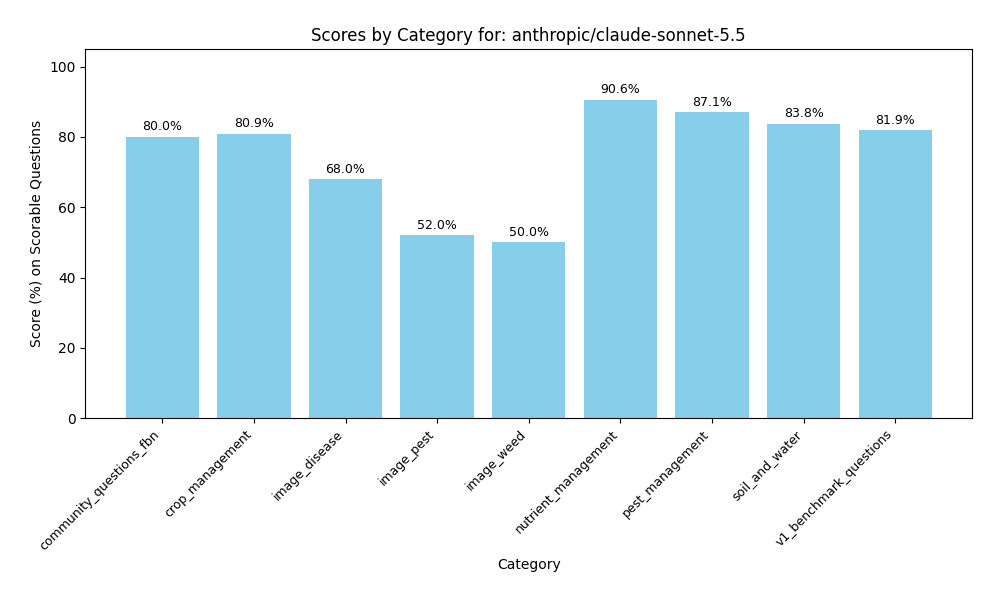 Scores by Category for: anthropic/claude-sonnet-5.5
Score (%) on Scorable Questions
100
80
60
40
20
0
80.0%
80.9%
68.0%
52.0%
50.0%
90.6%
87.1%
83.8%
81.9%
community_questions_fbn
crop_management
image_disease
image_pest
image_weed
nutrient_management
pest_management
soil_and_water
v1_benchmark_questions
Category